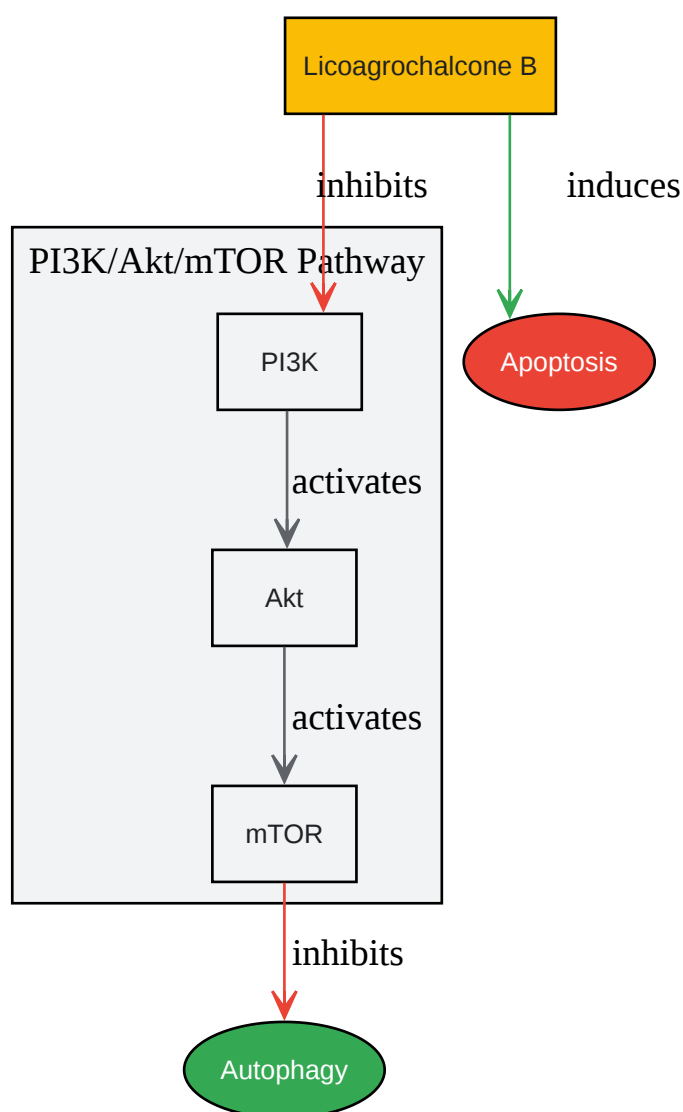 Licoagrochalcone B
inhibits
induces
PI3K/Akt/mTOR Pathway
PI3K
Apoptosis
activates
Akt
activates
mTOR
inhibits
Autophagy